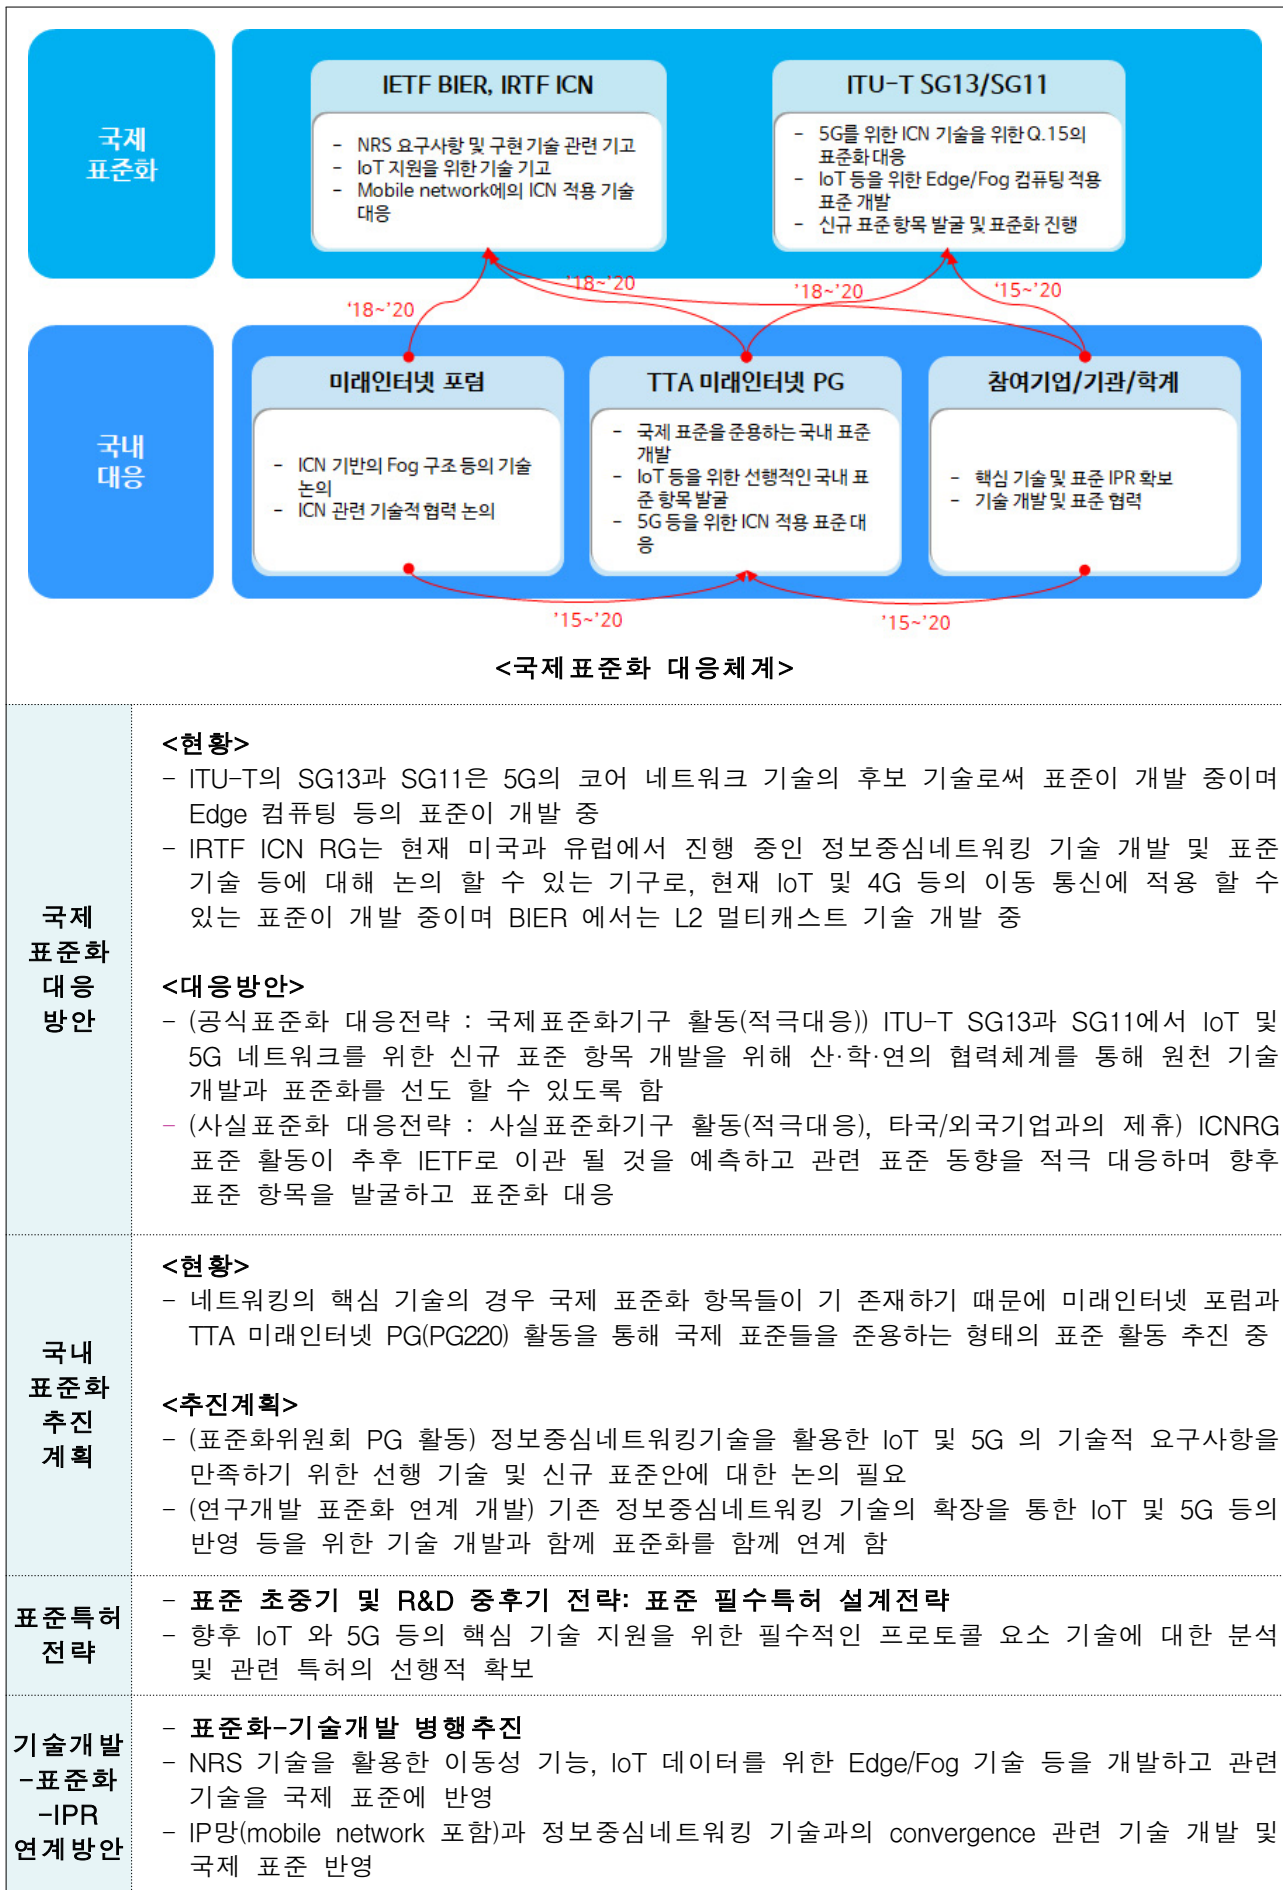 국제
표준화
IETF BIER, IRTF ICN
- NRS 요구사항 및 구현 기술 관련 기고
- IoT 지원을 위한 기술 기고
- Mobile network에의 ICN 적용 기술
대응
ITU-T SG13/SG11
- 5G를 위한 ICN 기술을 위한 Q.15의
표준화 대응
- IoT 등을 위한 Edge/Fog 컴퓨팅 적용
표준 개발
- 신규 표준 항목 발굴 및 표준화 진행
'18~'20
'18~'20
'18~'20
'15~'20
국내
대응
미래인터넷 포럼
- ICN 기반의 Fog 구조 등의 기술
논의
- ICN 관련 기술적 협력 논의
TTA 미래인터넷 PG
- 국제 표준을 준용하는 국내 표준
개발
- IoT 등을 위한 선행적인 국내 표
준 항목 발굴
- 5G 등을 위한 ICN 적용 표준 대
응
참여기업/기관/학계
- 핵심 기술 및 표준 IPR 확보
- 기술 개발 및 표준 협력
'15~'20
'15~'20
<국제표준화 대응체계>
국제
표준화
대응
방안
<현황>
- ITU-T의 SG13과 SG11은 5G의 코어 네트워크 기술의 후보 기술로써 표준이 개발 중이며
Edge 컴퓨팅 등의 표준이 개발 중
- IRTF ICN RG는 현재 미국과 유럽에서 진행 중인 정보중심네트워킹 기술 개발 및 표준
기술 등에 대해 논의 할 수 있는 기구로, 현재 IoT 및 4G 등의 이동 통신에 적용 할 수
있는 표준이 개발 중이며 BIER 에서는 L2 멀티캐스트 기술 개발 중
<대응방안>
- (공식표준화 대응전략 : 국제표준화기구 활동(적극대응)) ITU-T SG13과 SG11에서 IoT 및
5G 네트워크를 위한 신규 표준 항목 개발을 위해 산·학·연의 협력체계를 통해 원천 기술
개발과 표준화를 선도 할 수 있도록 함
- (사실표준화 대응전략 : 사실표준화기구 활동(적극대응), 타국/외국기업과의 제휴) ICNRG
표준 활동이 추후 IETF로 이관 될 것을 예측하고 관련 표준 동향을 적극 대응하며 향후
표준 항목을 발굴하고 표준화 대응
국내
표준화
추진
계획
<현황>
- 네트워킹의 핵심 기술의 경우 국제 표준화 항목들이 기 존재하기 때문에 미래인터넷 포럼과
TTA 미래인터넷 PG(PG220) 활동을 통해 국제 표준들을 준용하는 형태의 표준 활동 추진 중
<추진계획>
- (표준화위원회 PG 활동) 정보중심네트워킹기술을 활용한 IoT 및 5G 의 기술적 요구사항을
만족하기 위한 선행 기술 및 신규 표준안에 대한 논의 필요
- (연구개발 표준화 연계 개발) 기존 정보중심네트워킹 기술의 확장을 통한 IoT 및 5G 등의
반영 등을 위한 기술 개발과 함께 표준화를 함께 연계 함
표준특허
전략
- 표준 초중기 및 R&D 중후기 전략: 표준 필수특허 설계전략
- 향후 IoT 와 5G 등의 핵심 기술 지원을 위한 필수적인 프로토콜 요소 기술에 대한 분석
및 관련 특허의 선행적 확보
기술개발
-표준화
-IPR
연계방안
- 표준화-기술개발 병행추진
- NRS 기술을 활용한 이동성 기능, IoT 데이터를 위한 Edge/Fog 기술 등을 개발하고 관련
기술을 국제 표준에 반영
- IP망(mobile network 포함)과 정보중심네트워킹 기술과의 convergence 관련 기술 개발 및
국제 표준 반영